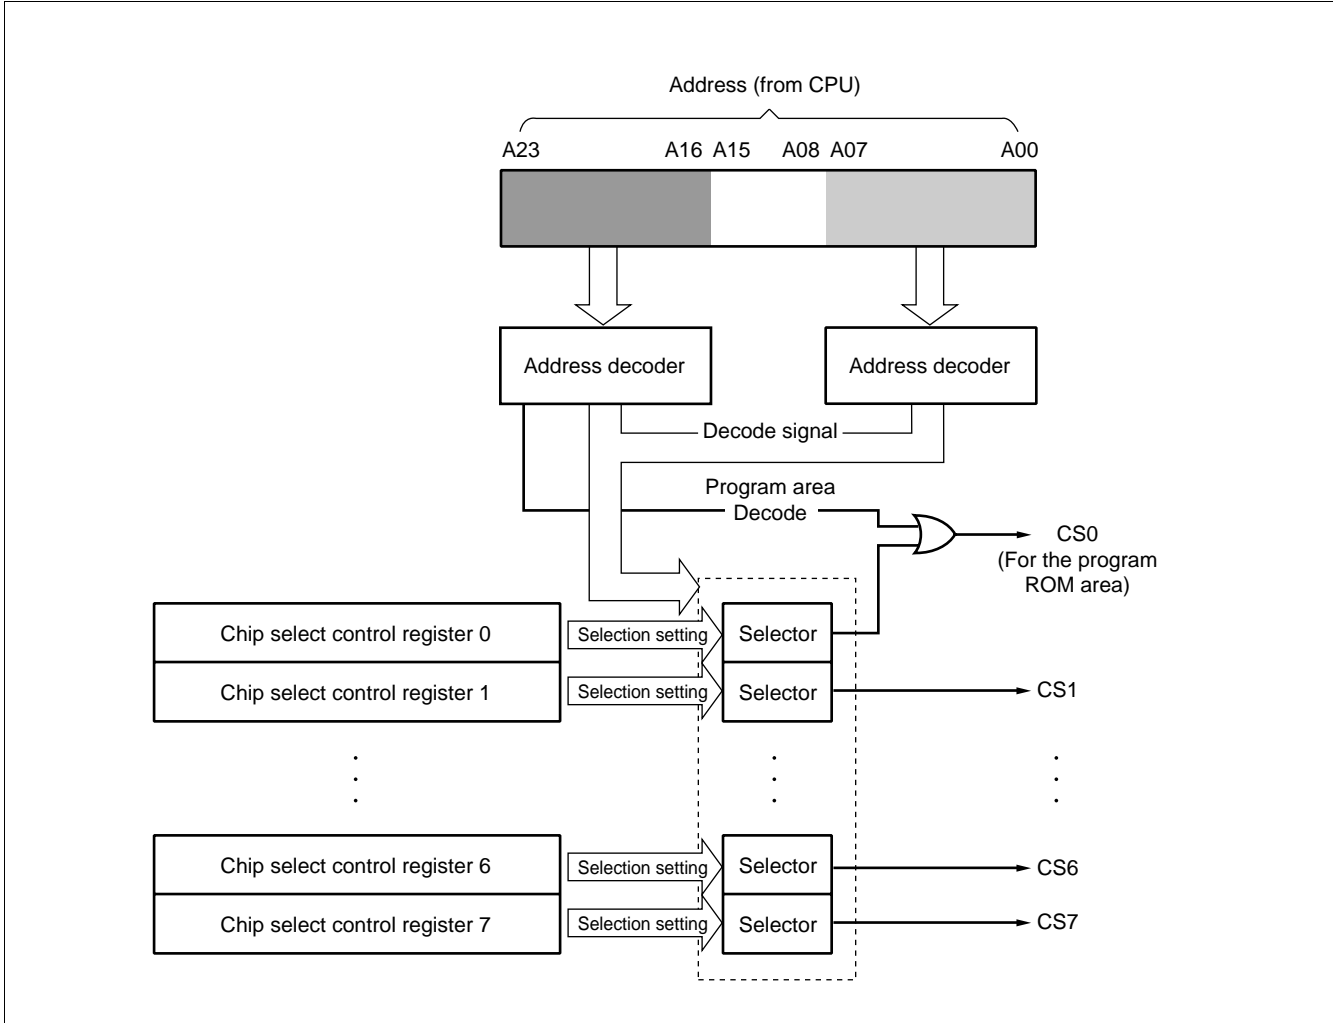 Address (from CPU)
A23 A16 A15 A08 A07 A00
Address decoder Address decoder
Decode signal
Program area
Decode
CS0
(For the program
ROM area)
Chip select control register 0 Selection setting Selector
Chip select control register 1 Selection setting Selector CS1
Chip select control register 6 Selection setting Selector CS6
Chip select control register 7 Selection setting Selector CS7